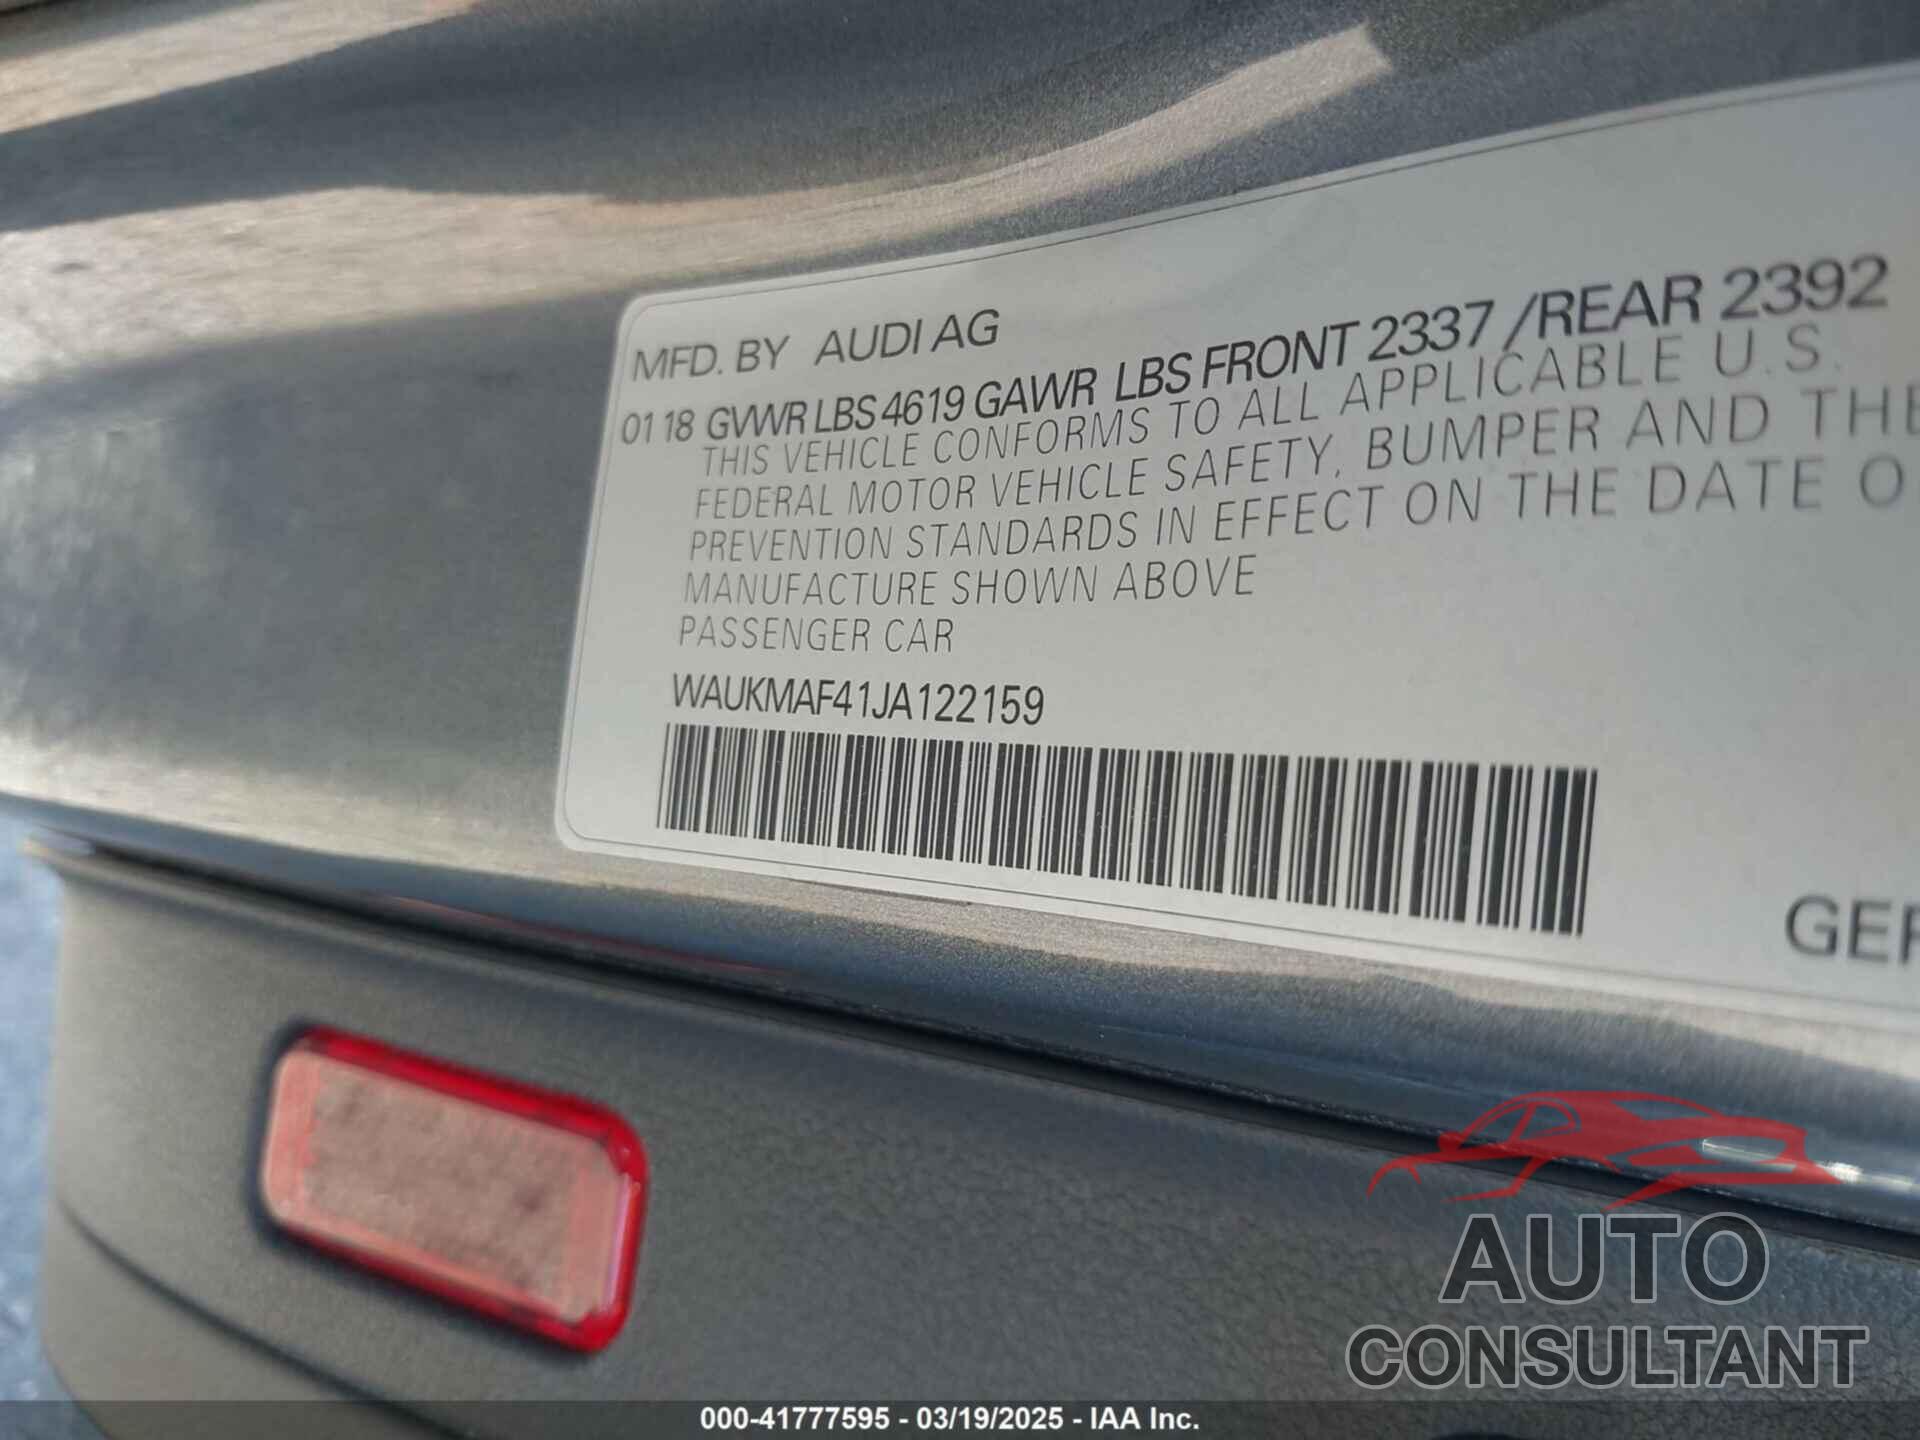 MFD. BY AUDI AG
01 18 GVWR LBS 4619 GAWR LBS FRONT 2337 /REAR 2392
THIS VEHICLE CONFORMS TO ALL APPLICABLE U.S.
FEDERAL MOTOR VEHICLE SAFETY, BUMPER AND THE
PREVENTION STANDARDS IN EFFECT ON THE DATE O
MANUFACTURE SHOWN ABOVE
PASSENGER CAR
WAUKMAF41JA122159
GER
AUTO
CONSULTANT
000-41777595 - 03/19/2025 - IAA Inc.